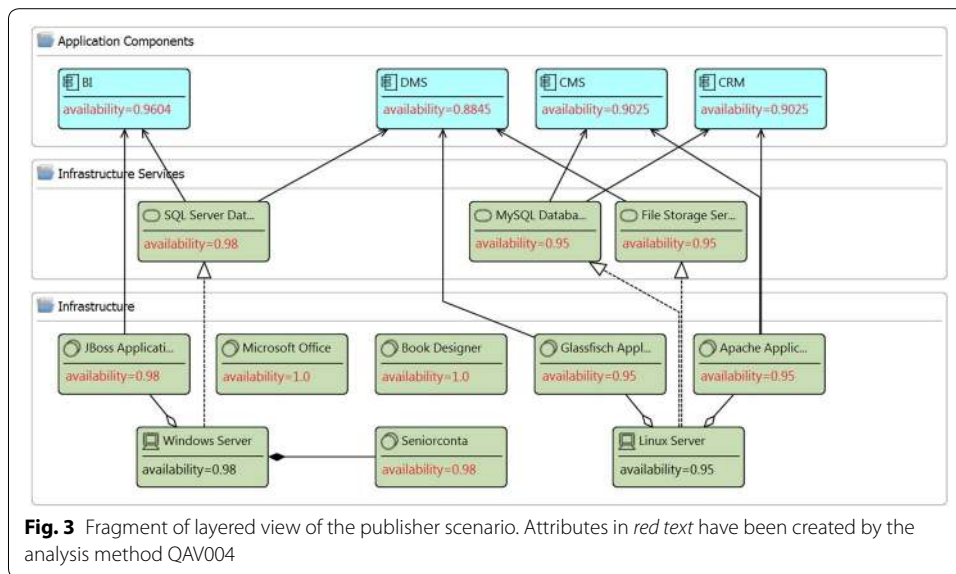 Application Components
BI
availability=0.9604
DMS
availability=0.8845
CMS
availability=0.9025
CRM
availability=0.9025
Infrastructure Services
SQL Server Dat...
availability=0.98
MySQL Databa...
availability=0.95
File Storage Ser...
availability=0.95
Infrastructure
JBoss Applicati...
availability=0.98
Microsoft Office
availability=1.0
Book Designer
availability=1.0
Glassfisch Appl...
availability=0.95
Apache Applic...
availability=0.95
Windows Server
availability=0.98
Seniorconta
availability=0.98
Linux Server
availability=0.95
Fig. 3 Fragment of layered view of the publisher scenario. Attributes in red text have been created by the
analysis method QAV004